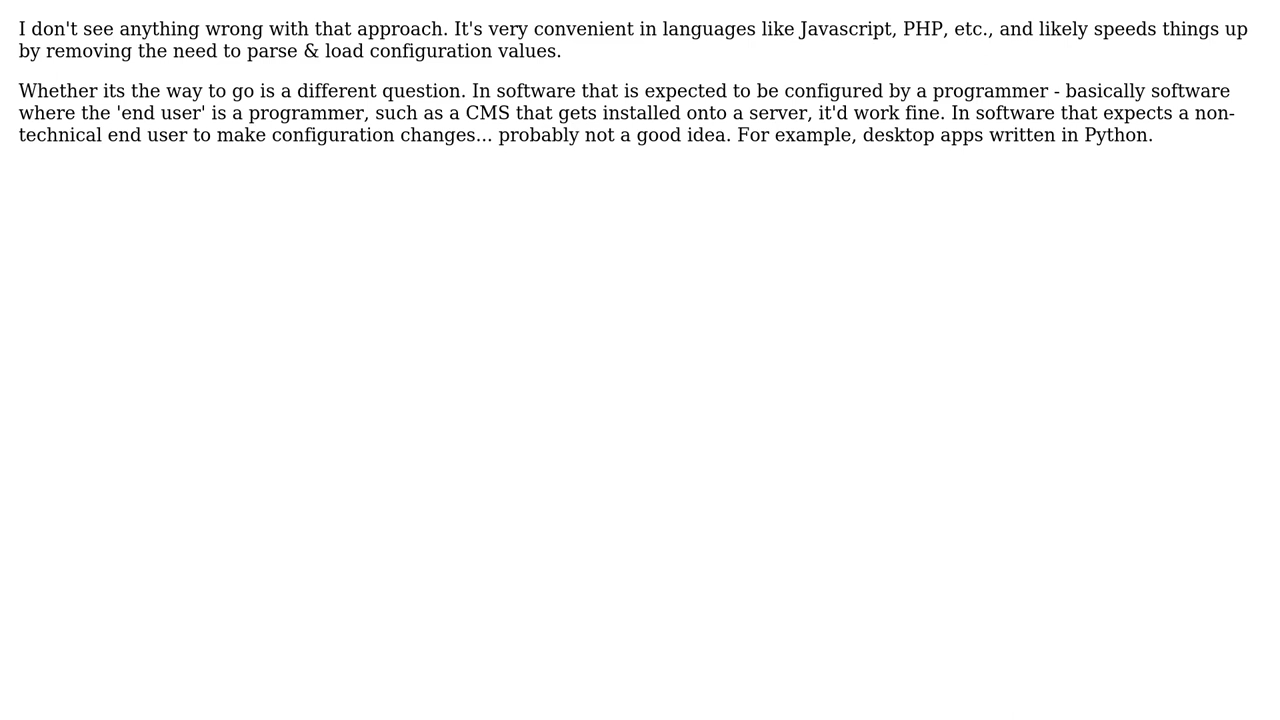 I don't see anything wrong with that approach. It's very convenient in languages like Javascript, PHP, etc., and likely speeds things up
by removing the need to parse & load configuration values.
Whether its the way to go is a different question. In software that is expected to be configured by a programmer - basically software
where the 'end user' is a programmer, such as a CMS that gets installed onto a server, it'd work fine. In software that expects a non-
technical end user to make configuration changes... probably not a good idea. For example, desktop apps written in Python.